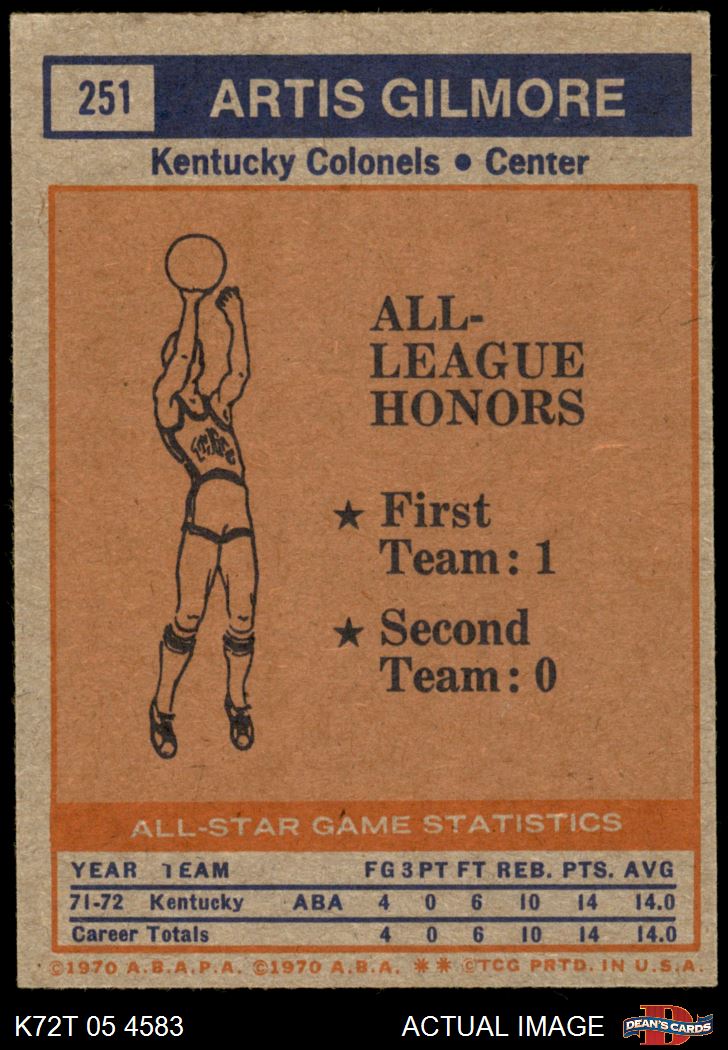 251 ARTIS GILMORE
Kentucky Colonels • Center
ALL-
LEAGUE
HONORS
★ First
Team: 1
★ Second
Team: 0
ALL-STAR GAME STATISTICS
YEAR TEAM FG 3PT FT REB. PTS. AVG
71-72 Kentucky ABA 4 0 6 10 14 14.0
Career Totals 4 0 6 10 14 14.0
©1970 A.B.A.P.A. ©1970 A.B.A. ** ©TCG PRTD. IN U.S.A.
K72T 05 4583 ACTUAL IMAGE DEAN'S CARDS